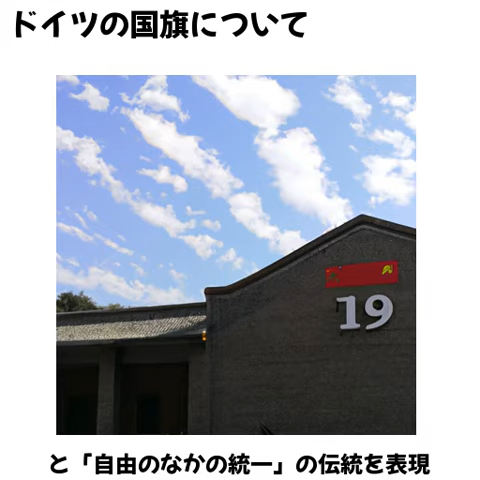 ドイツの国旗について
19
と「自由のなかの統一」の伝統を表現